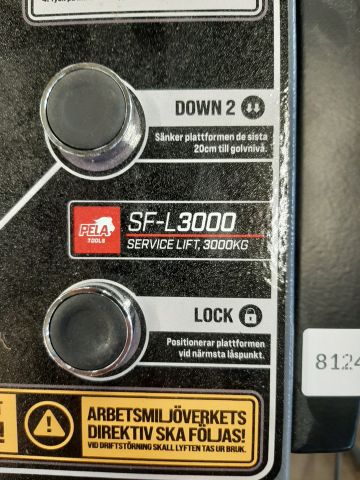 DOWN 2
Sänker plattformen de sista
20cm till golvnivå.
PELA
TOOLS
SF-L3000
SERVICE LIFT, 3000KG
LOCK
Positionerar plattformen
vid närmsta låspunkt.
8124
ARBETSMILJÖVERKETS
DIREKTIV SKA FÖLJAS!
VID DRIFTSTÖRNING SKALL LYFTEN TAS UR BRUK.